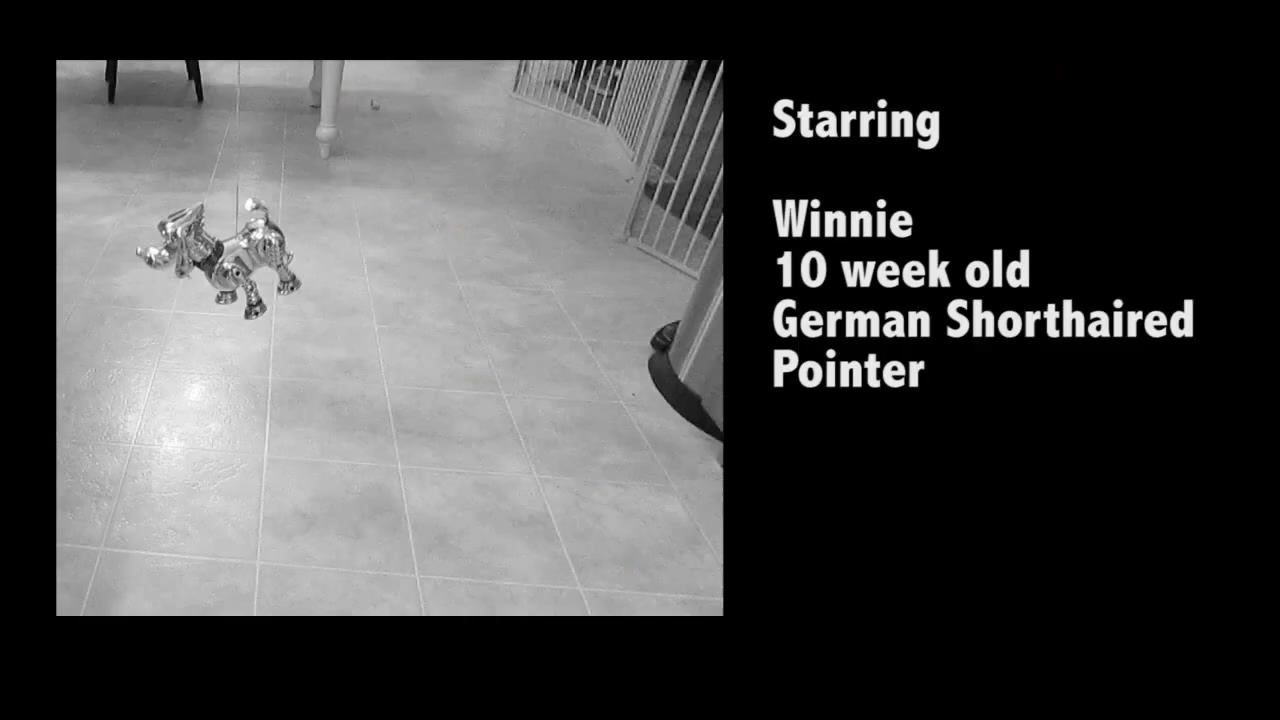 Starring
Winnie
10 week old
German Shorthaired
Pointer